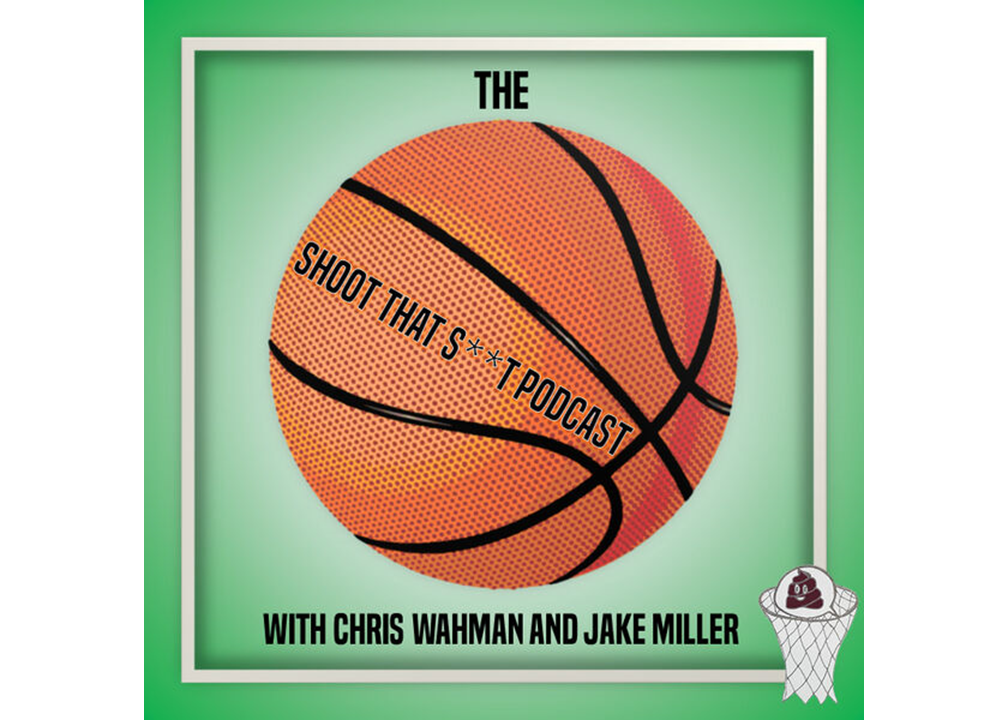 THE
SHOOT THAT S**T PODCAST
WITH CHRIS WAHMAN AND JAKE MILLER